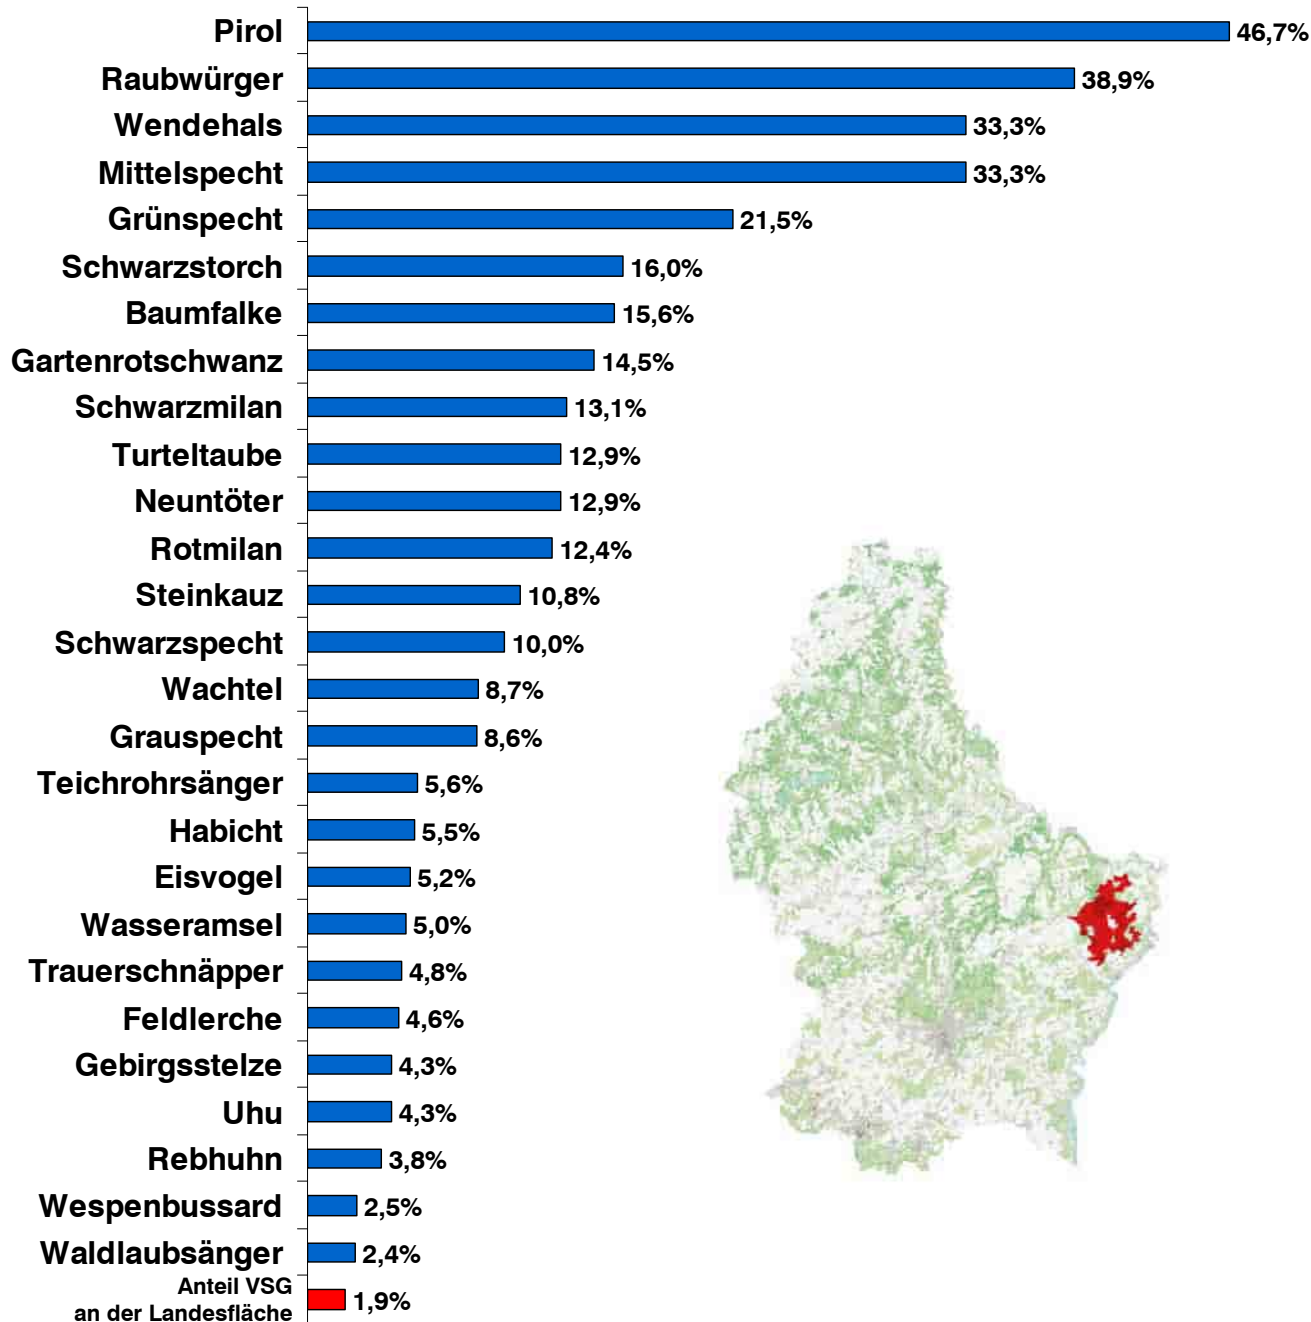 Pirol 46,7%
Raubwürger 38,9%
Wendehals 33,3%
Mittelspecht 33,3%
Grünspecht 21,5%
Schwarzstorch 16,0%
Baumfalke 15,6%
Gartenrotschwanz 14,5%
Schwarzmilan 13,1%
Turteltaube 12,9%
Neuntöter 12,9%
Rotmilan 12,4%
Steinkauz 10,8%
Schwarzspecht 10,0%
Wachtel 8,7%
Grauspecht 8,6%
Teichrohrsänger 5,6%
Habicht 5,5%
Eisvogel 5,2%
Wasseramsel 5,0%
Trauerschnäpper 4,8%
Feldlerche 4,6%
Gebirgsstelze 4,3%
Uhu 4,3%
Rebhuhn 3,8%
Wespenbussard 2,5%
Waldlaubsänger 2,4%
Anteil VSG
an der Landesfläche 1,9%